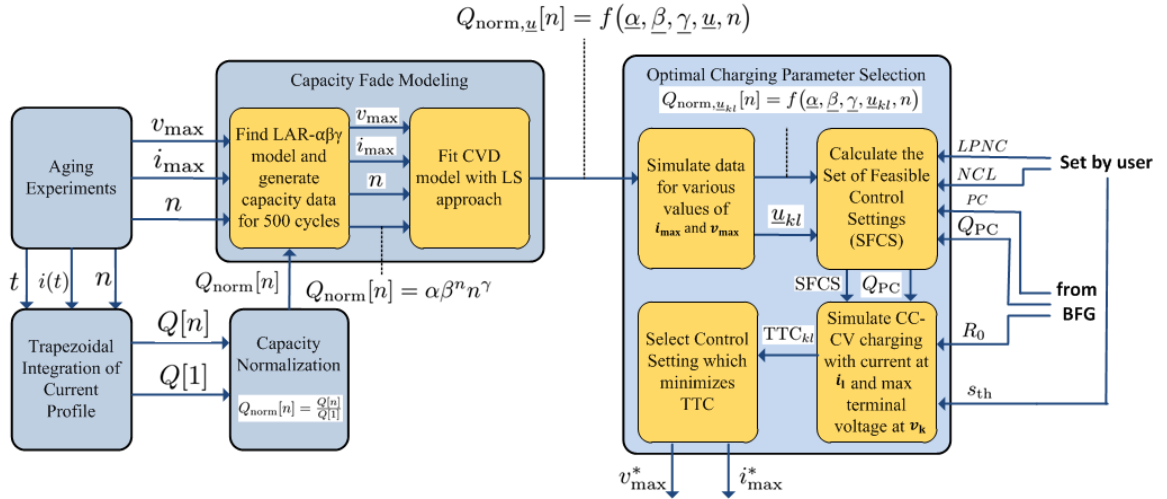 Q_norm,u[n] = f(α, β, γ, u, n)
Capacity Fade Modeling
Optimal Charging Parameter Selection
Q_norm,u_kl[n] = f(α, β, γ, u_kl, n)
Aging
Experiments
v_max
i_max
n
Find LAR-αβγ
model and
generate
capacity data
for 500 cycles
v_max
i_max
n
Fit CVD
model with LS
approach
Simulate data
for various
values of
i_max and v_max
u_kl
Calculate the
Set of Feasible
Control
Settings
(SFCS)
LPNC
NCL
PC
Q_PC
Set by user
t
i(t)
n
Q_norm[n]
Q_norm[n] = αβ^n n^γ
SFCS
Q_PC
from
BFG
Trapezoidal
Integration of
Current
Profile
Q[n]
Q[1]
Capacity
Normalization
Q_norm[n] = Q[n]/Q[1]
Select Control
Setting which
minimizes
TTC
TTC_kl
Simulate CC-
CV charging
with current at
i_l and max
terminal
voltage at v_k
R_0
s_th
v*_max
i*_max